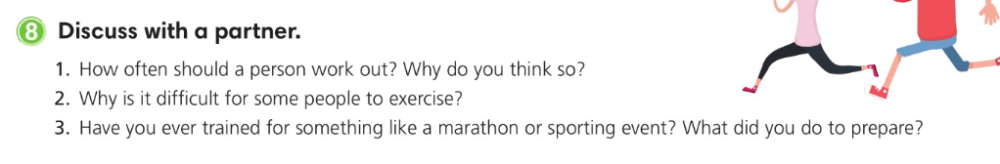 8 Discuss with a partner.
1. How often should a person work out? Why do you think so?
2. Why is it difficult for some people to exercise?
3. Have you ever trained for something like a marathon or sporting event? What did you do to prepare?